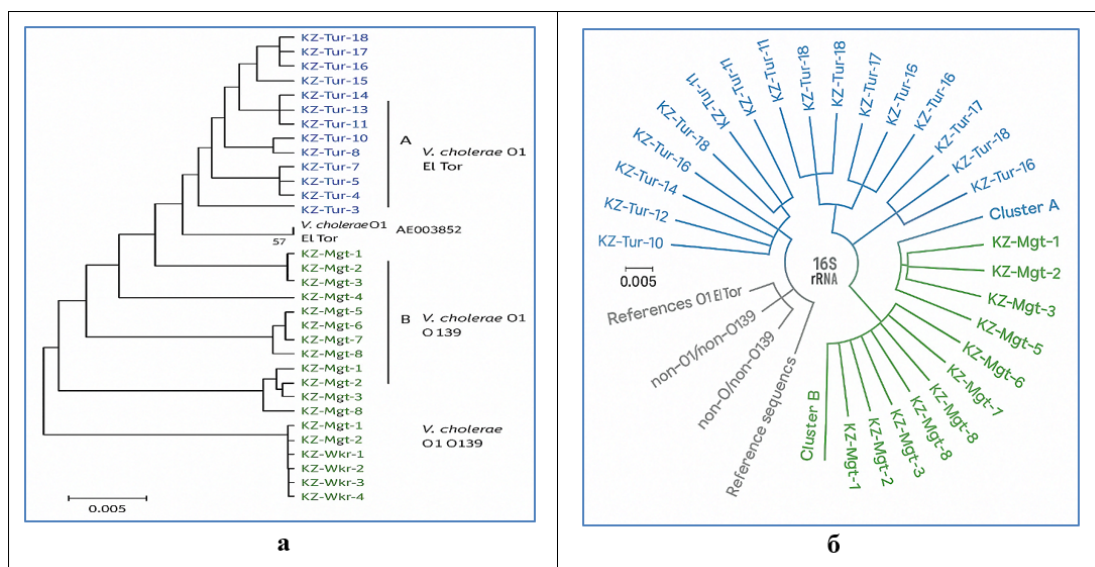 KZ-Tur-18
KZ-Tur-17
KZ-Tur-16
KZ-Tur-15
KZ-Tur-14
KZ-Tur-13
KZ-Tur-11
KZ-Tur-10
KZ-Tur-8
KZ-Tur-7
KZ-Tur-5
KZ-Tur-4
KZ-Tur-3
A
V. cholerae O1
El Tor
V. choleraeO1
El Tor
AE003852
57
KZ-Mgt-1
KZ-Mgt-2
KZ-Mgt-3
KZ-Mgt-4
KZ-Mgt-5
KZ-Mgt-6
KZ-Mgt-7
KZ-Mgt-8
KZ-Mgt-1
KZ-Mgt-2
KZ-Mgt-3
KZ-Mgt-8
B
V. cholerae O1
O139
KZ-Mgt-1
KZ-Mgt-2
KZ-Wkr-1
KZ-Wkr-2
KZ-Wkr-3
KZ-Wkr-4
V. cholerae
O1 O139
0.005
а
KZ-Tur-10
KZ-Tur-12
KZ-Tur-14
KZ-Tur-16
KZ-Tur-18
KZ-Tur-11
KZ-Tur-11
KZ-Tur-11
KZ-Tur-18
KZ-Tur-18
KZ-Tur-17
KZ-Tur-15
KZ-Tur-16
KZ-Tur-17
KZ-Tur-18
KZ-Tur-16
Cluster A
KZ-Mgt-1
KZ-Mgt-2
KZ-Mgt-3
KZ-Mgt-5
KZ-Mgt-6
KZ-Mgt-7
KZ-Mgt-8
KZ-Mgt-8
KZ-Mgt-3
KZ-Mgt-2
KZ-Mgt-1
Cluster B
Reference sequencs
non-O/non-O139
non-O1/non-O139
References O1 El Tor
0.005
16S
rRNA
б